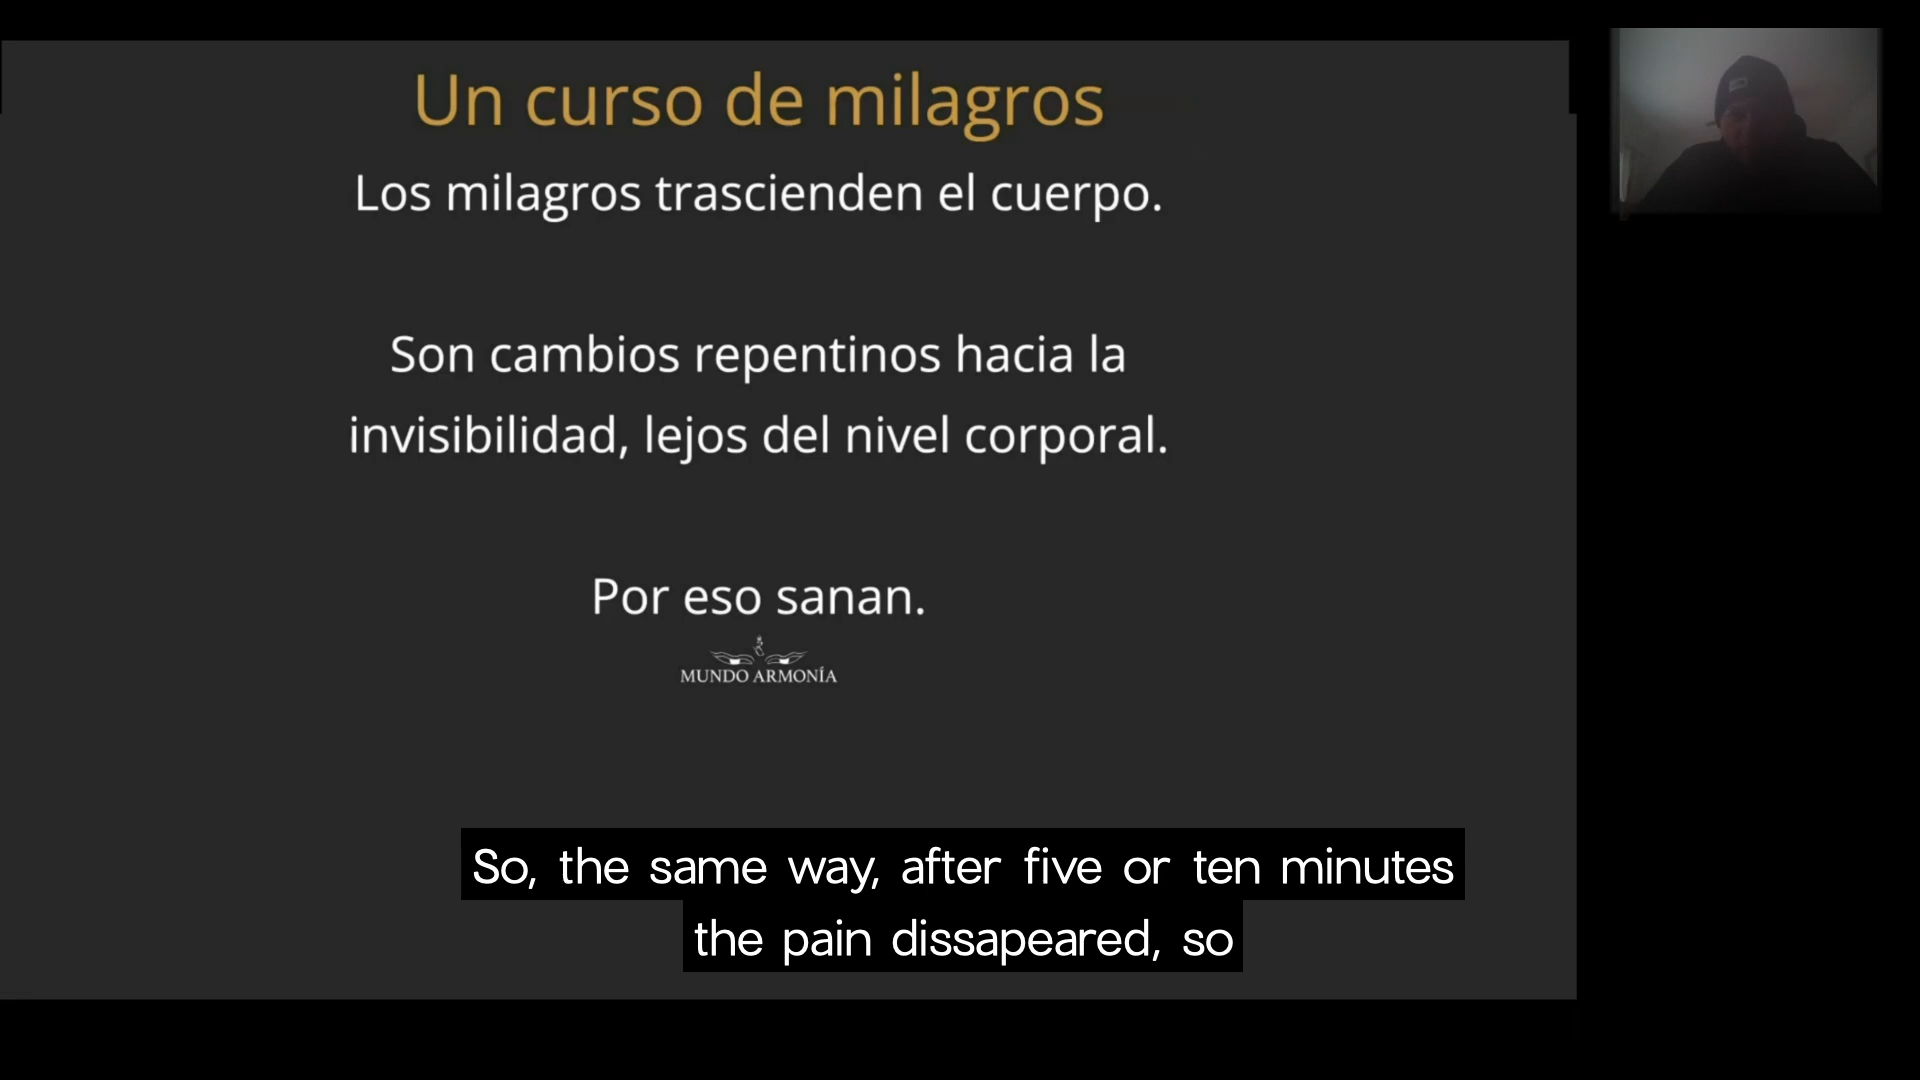 Un curso de milagros
Los milagros trascienden el cuerpo.
Son cambios repentinos hacia la
invisibilidad, lejos del nivel corporal.
Por eso sanan.
MUNDO ARMONÍA
So, the same way, after five or ten minutes
the pain dissapeared, so